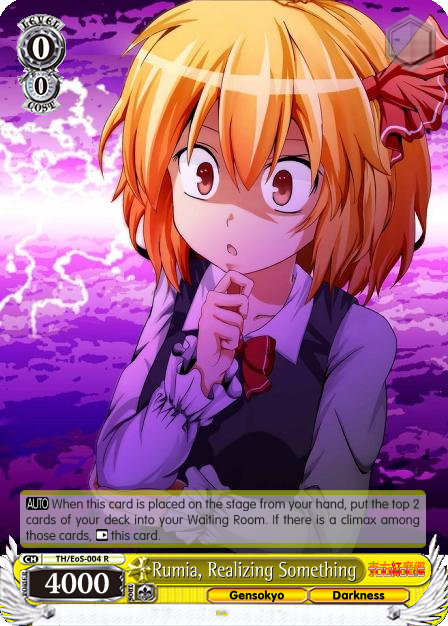 LEVEL
0
0
COST
AUTO When this card is placed on the stage from your hand, put the top 2
cards of your deck into your Waiting Room. If there is a climax among
those cards, this card.
CH TH/EoS-004 R
POWER 4000 SOUL
Rumia, Realizing Something
Gensokyo Darkness